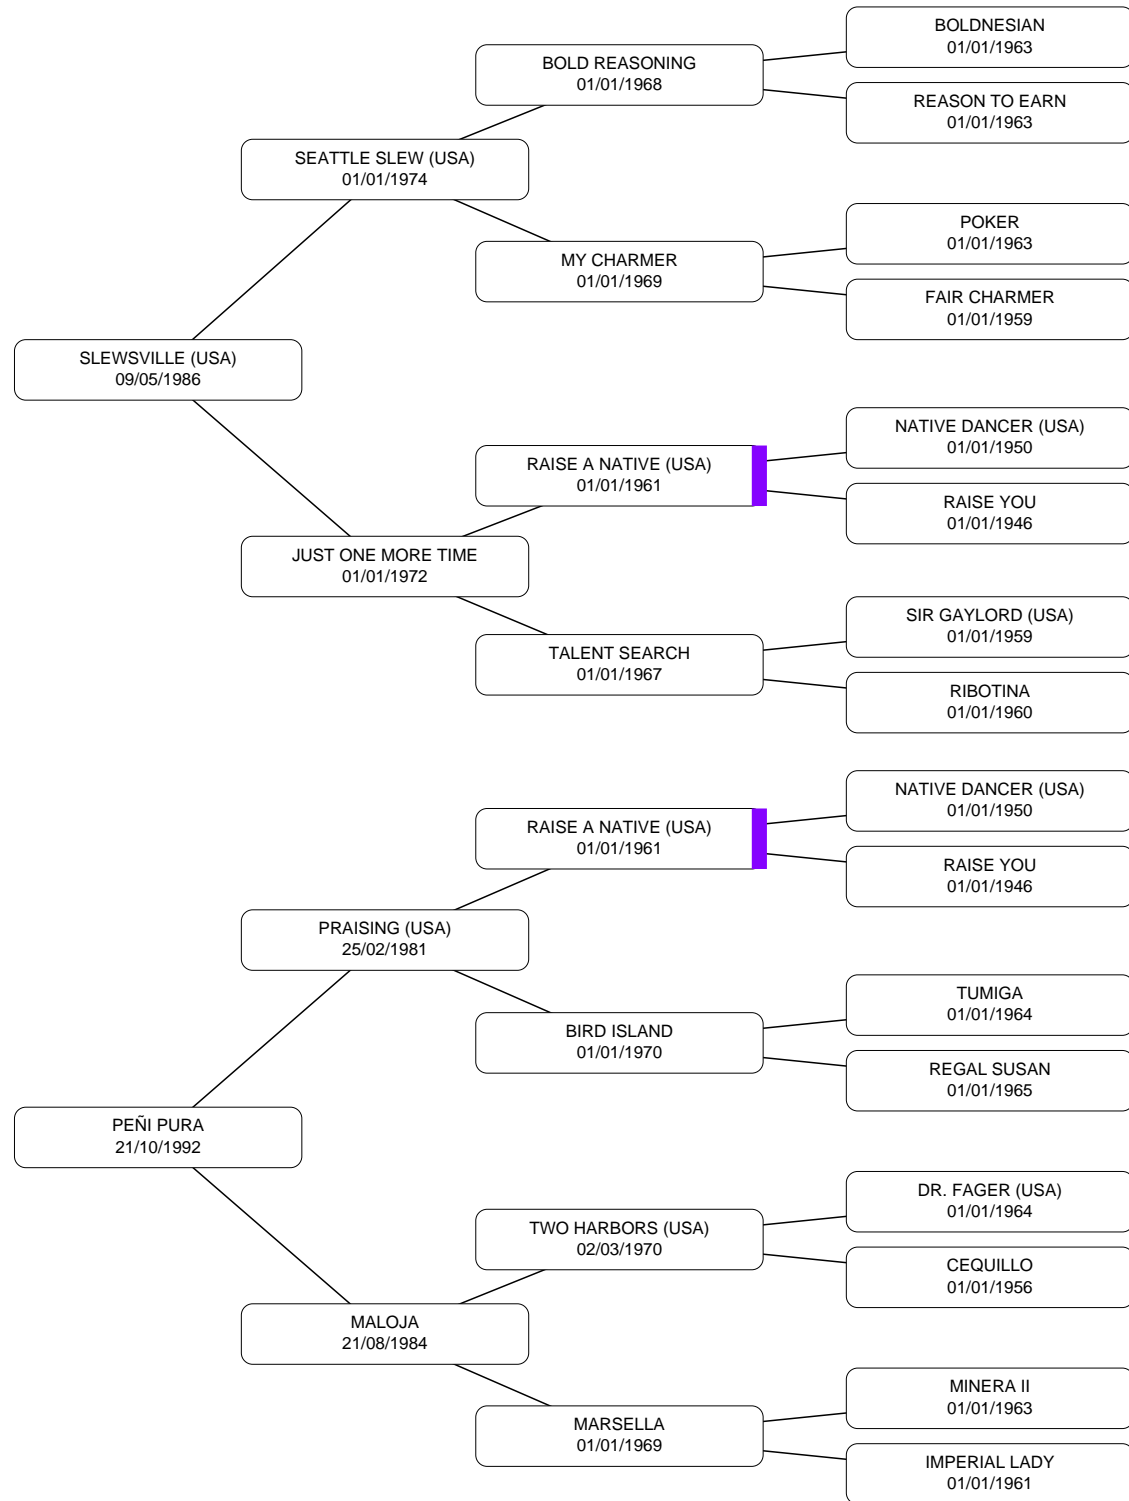 BOLDNESIAN
01/01/1963
BOLD REASONING
01/01/1968
REASON TO EARN
01/01/1963
SEATTLE SLEW (USA)
01/01/1974
POKER
01/01/1963
MY CHARMER
01/01/1969
FAIR CHARMER
01/01/1959
SLEWSVILLE (USA)
09/05/1986
NATIVE DANCER (USA)
01/01/1950
RAISE A NATIVE (USA)
01/01/1961
RAISE YOU
01/01/1946
JUST ONE MORE TIME
01/01/1972
SIR GAYLORD (USA)
01/01/1959
TALENT SEARCH
01/01/1967
RIBOTINA
01/01/1960
NATIVE DANCER (USA)
01/01/1950
RAISE A NATIVE (USA)
01/01/1961
RAISE YOU
01/01/1946
PRAISING (USA)
25/02/1981
TUMIGA
01/01/1964
BIRD ISLAND
01/01/1970
REGAL SUSAN
01/01/1965
PEÑI PURA
21/10/1992
DR. FAGER (USA)
01/01/1964
TWO HARBORS (USA)
02/03/1970
CEQUILLO
01/01/1956
MALOJA
21/08/1984
MINERA II
01/01/1963
MARSELLA
01/01/1969
IMPERIAL LADY
01/01/1961